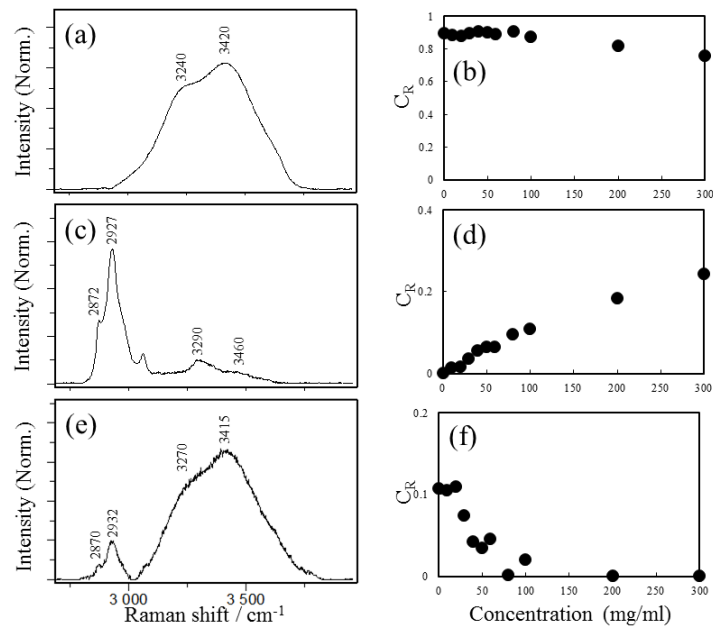 (a)
3240
3420
Intensity (Norm.)
(b)
C_R
1
0.8
0.6
0.4
0.2
0
0 50 100 150 200 250 300
(c)
2872
2927
3290
3460
Intensity (Norm.)
(d)
C_R
0.4
0.2
0
0 50 100 150 200 250 300
(e)
2870
2932
3270
3415
Intensity (Norm.)
3 000 3 500
Raman shift / cm⁻¹
(f)
C_R
0.2
0.1
0
0 50 100 150 200 250 300
Concentration (mg/ml)